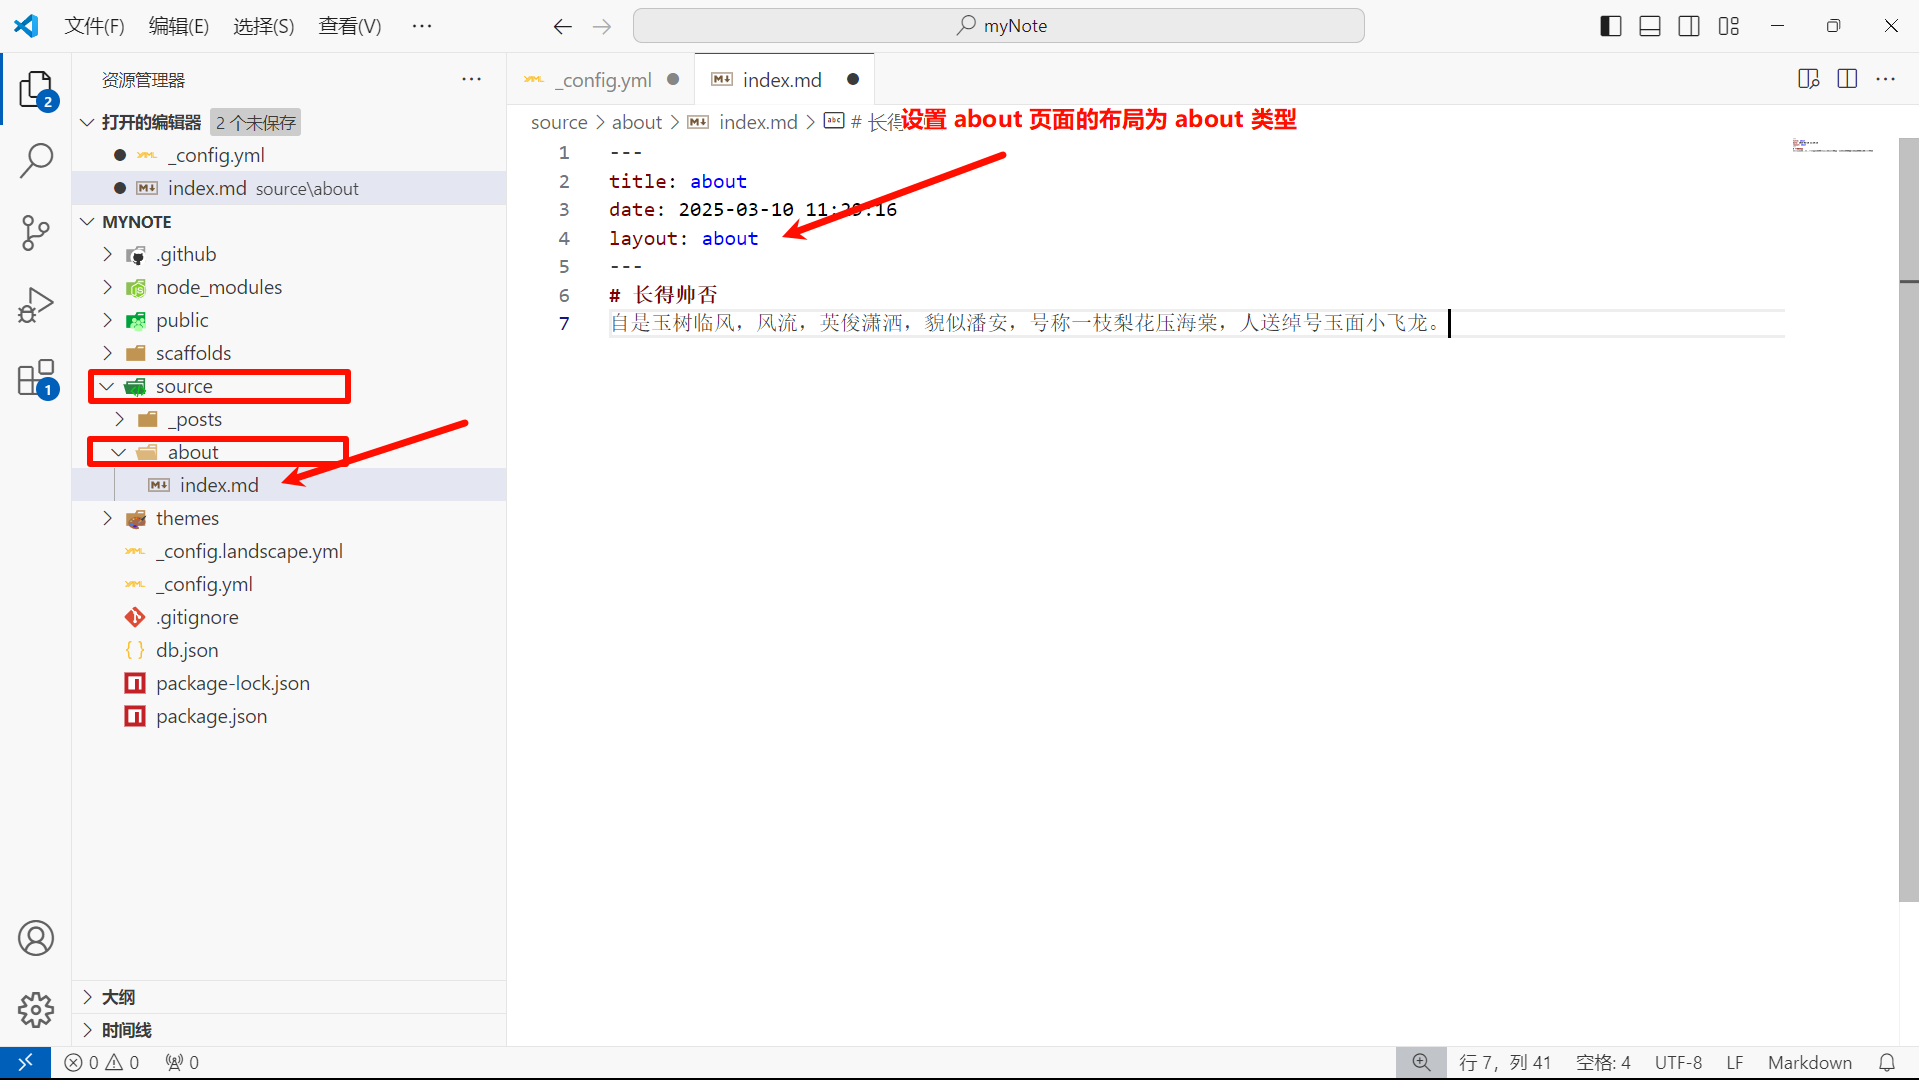 文件(F) 编辑(E) 选择(S) 查看(V) ··· myNote
资源管理器 ···
打开的编辑器 2 个未保存
_config.yml
index.md source\about
MYNOTE
.github
node_modules
public
scaffolds
source
_posts
about
index.md
themes
_config.landscape.yml
_config.yml
.gitignore
db.json
package-lock.json
package.json
大纲
时间线
2
1
_config.yml index.md
source > about > index.md > # 长得
设置 about 页面的布局为 about 类型
1 ---
2 title: about
3 date: 2025-03-10 11:29:16
4 layout: about
5 ---
6 # 长得帅否
7 自是玉树临风，风流，英俊潇洒，貌似潘安，号称一枝梨花压海棠，人送绰号玉面小飞龙。
0 0 0 行 7，列 41 空格: 4 UTF-8 LF Markdown